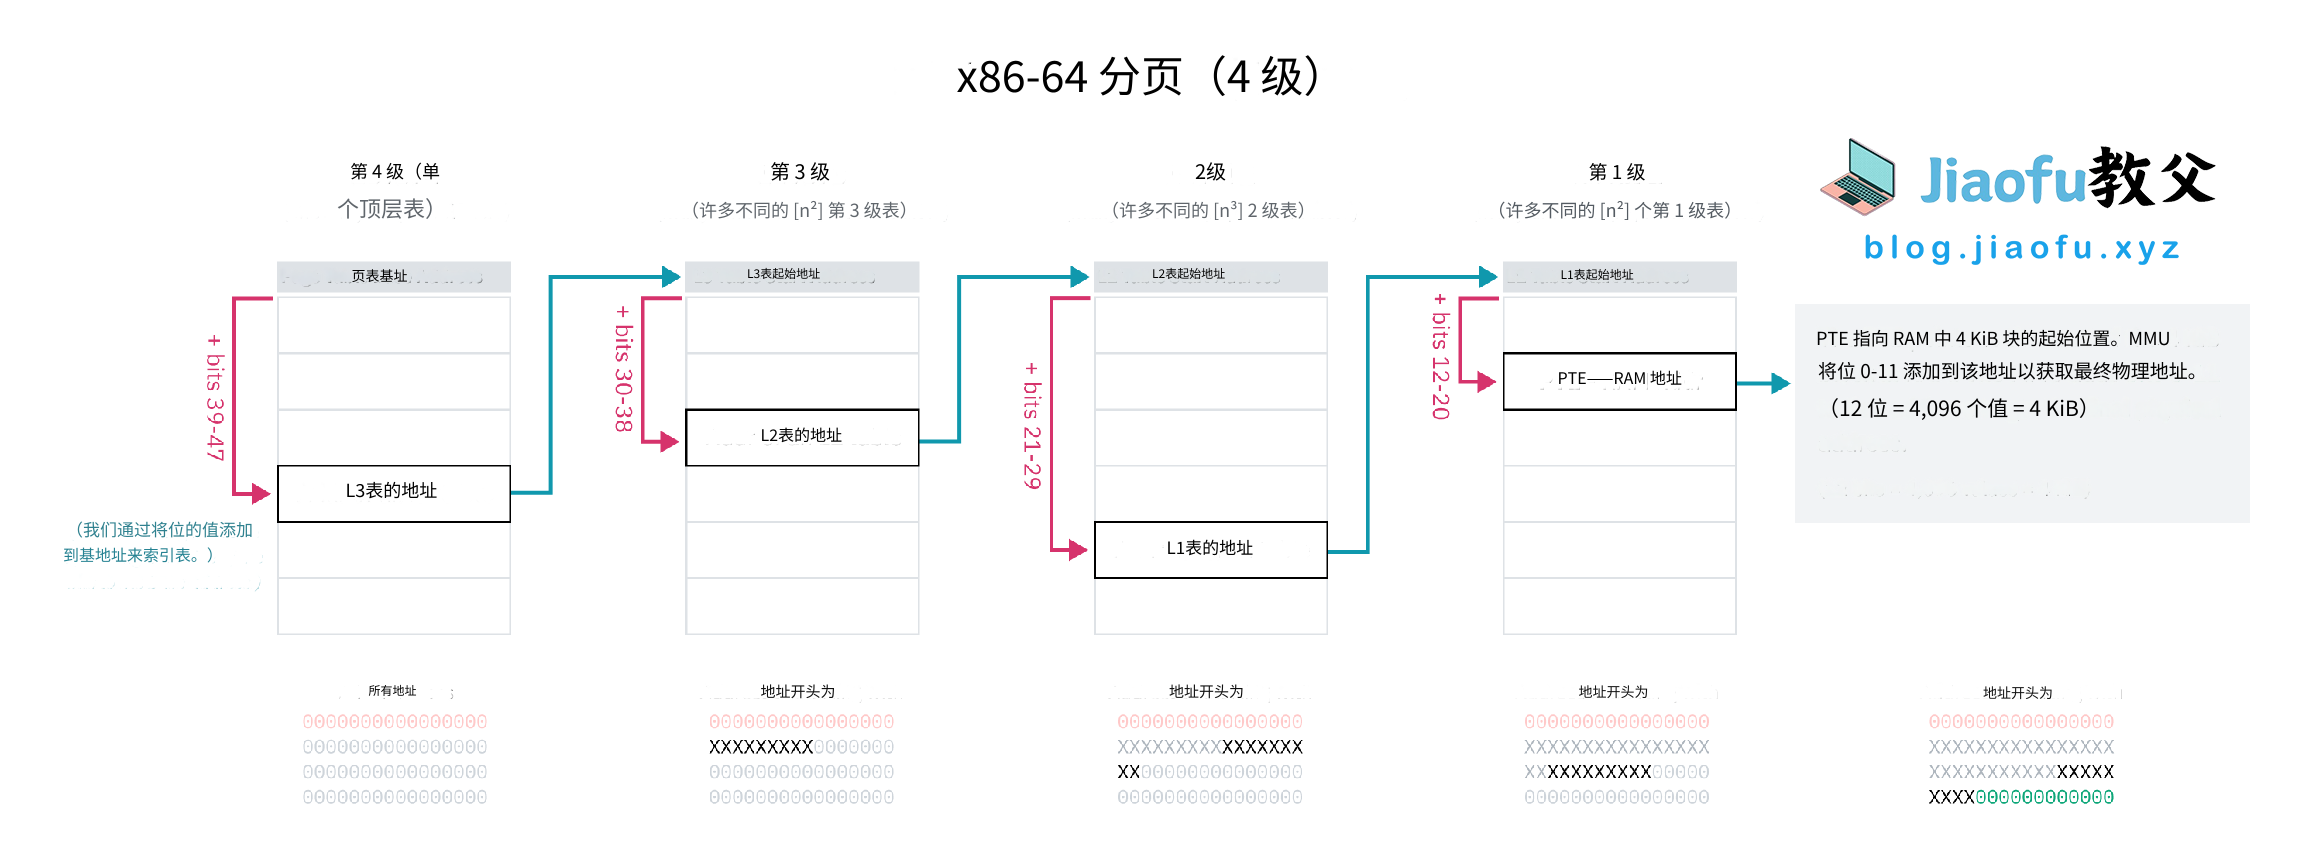 x86-64 分页（4 级）
第 4 级（单
个顶层表）
第 3 级
（许多不同的 [n²] 第 3 级表）
2级
（许多不同的 [n³] 2 级表）
第 1 级
（许多不同的 [n²] 个第 1 级表）
Jiaofu教父
blog.jiaofu.xyz
页表基址
L3表起始地址
L2表起始地址
L1表起始地址
+ bits 39-47
+ bits 30-38
+ bits 21-29
+ bits 12-20
L3表的地址
L2表的地址
L1表的地址
PTE——RAM 地址
PTE 指向 RAM 中 4 KiB 块的起始位置。MMU
将位 0-11 添加到该地址以获取最终物理地址。
（12 位 = 4,096 个值 = 4 KiB）
（我们通过将位的值添加
到基地址来索引表。）
所有地址
0000000000000000
0000000000000000
0000000000000000
0000000000000000
地址开头为
0000000000000000
XXXXXXXXX0000000
0000000000000000
0000000000000000
地址开头为
0000000000000000
XXXXXXXXXXXXXXXX
XX00000000000000
0000000000000000
地址开头为
0000000000000000
XXXXXXXXXXXXXXXX
XXXXXXXXXXX00000
0000000000000000
地址开头为
0000000000000000
XXXXXXXXXXXXXXXX
XXXXXXXXXXXXXXXX
XXXX000000000000